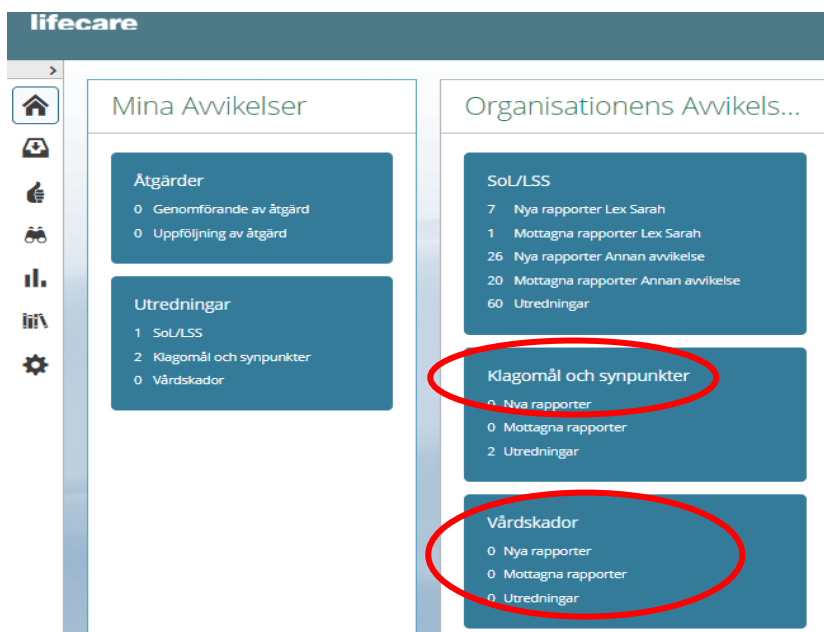 lifecare
>
Mina Avvikelser
Åtgärder
0 Genomförande av åtgärd
0 Uppföljning av åtgärd
Utredningar
1 SoL/LSS
2 Klagomål och synpunkter
0 Vårdskador
Organisationens Avvikels...
SoL/LSS
7 Nya rapporter Lex Sarah
1 Mottagna rapporter Lex Sarah
26 Nya rapporter Annan avvikelse
20 Mottagna rapporter Annan avvikelse
60 Utredningar
Klagomål och synpunkter
0 Nya rapporter
0 Mottagna rapporter
2 Utredningar
Vårdskador
0 Nya rapporter
0 Mottagna rapporter
0 Utredningar